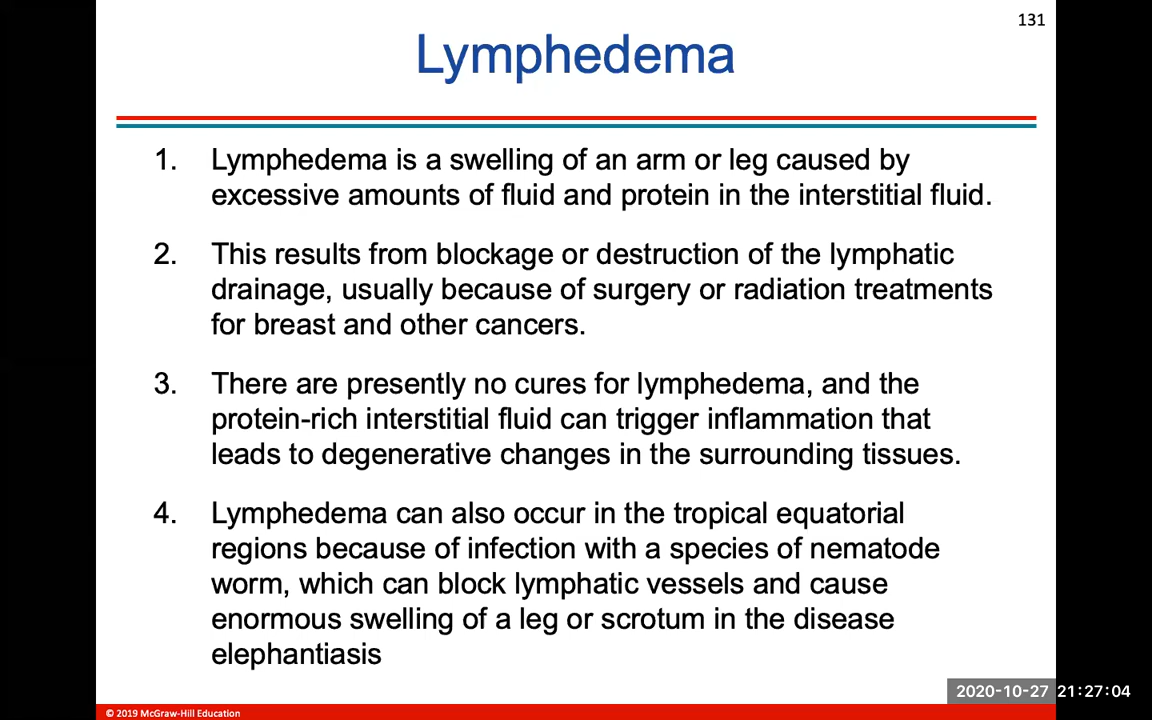 131
Lymphedema
1. Lymphedema is a swelling of an arm or leg caused by
excessive amounts of fluid and protein in the interstitial fluid.
2. This results from blockage or destruction of the lymphatic
drainage, usually because of surgery or radiation treatments
for breast and other cancers.
3. There are presently no cures for lymphedema, and the
protein-rich interstitial fluid can trigger inflammation that
leads to degenerative changes in the surrounding tissues.
4. Lymphedema can also occur in the tropical equatorial
regions because of infection with a species of nematode
worm, which can block lymphatic vessels and cause
enormous swelling of a leg or scrotum in the disease
elephantiasis
2020-10-27 21:27:04
© 2019 McGraw-Hill Education